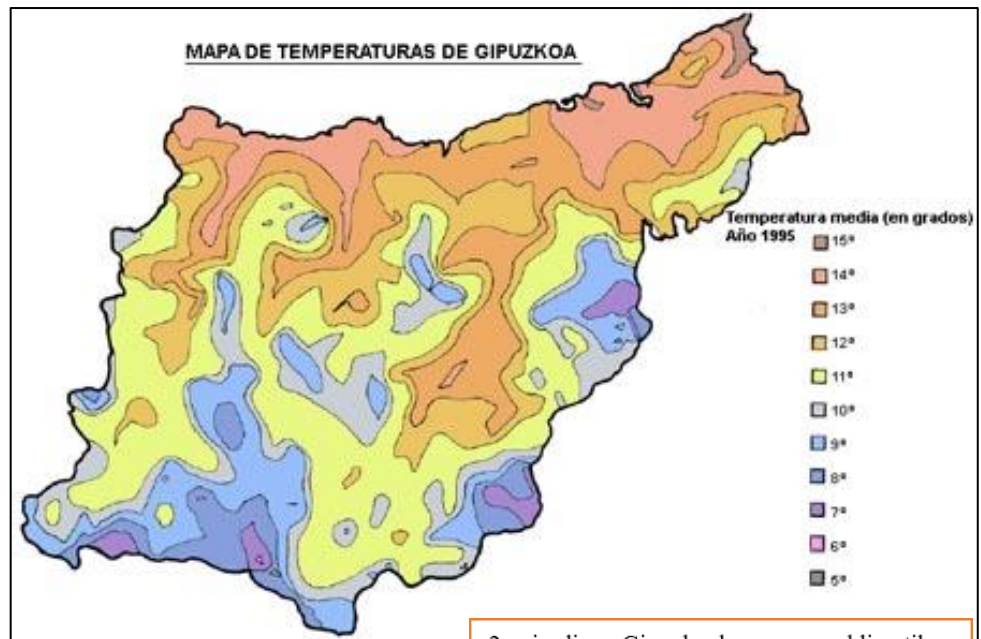 MAPA DE TEMPERATURAS DE GIPUZKOA
Temperatura media (en grados)
Año 1995
15º
14º
13º
12º
11º
10º
9º
8º
7º
6º
5º